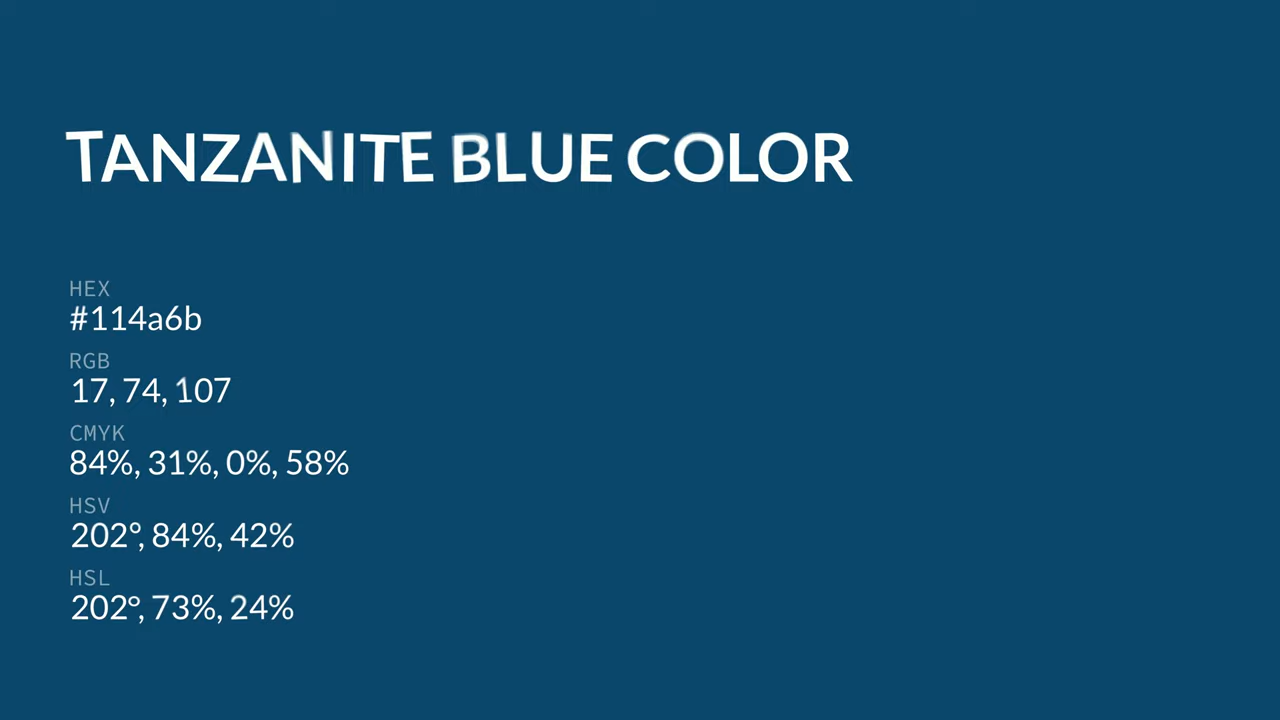 TANZANITE BLUE COLOR
HEX
#114a6b
RGB
17, 74, 107
CMYK
84%, 31%, 0%, 58%
HSV
202°, 84%, 42%
HSL
202°, 73%, 24%